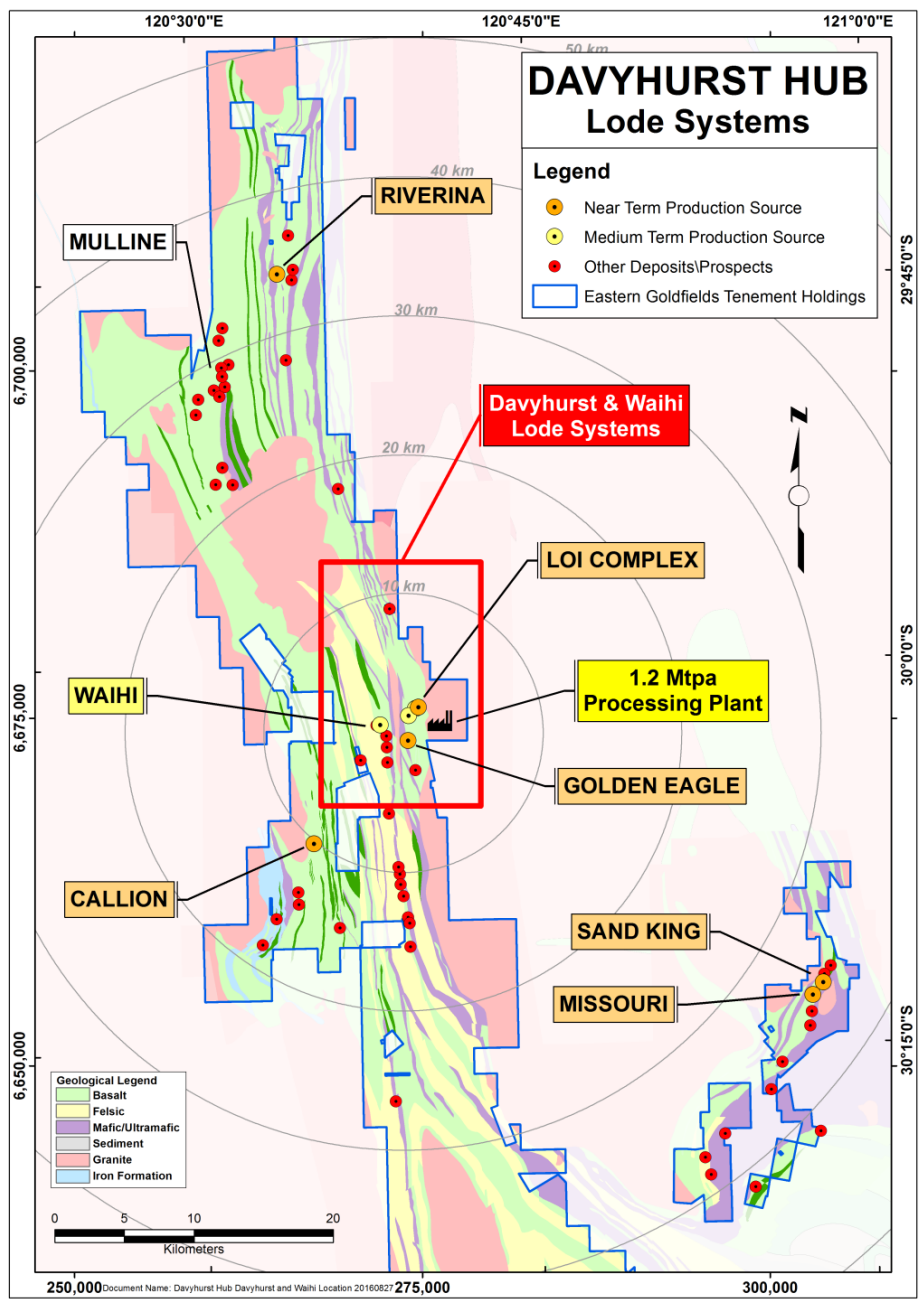 120°30'0"E
120°45'0"E
121°0'0"E
50 km
DAVYHURST HUB
Lode Systems
Legend
Near Term Production Source
Medium Term Production Source
Other Deposits\Prospects
Eastern Goldfields Tenement Holdings
40 km
RIVERINA
MULLINE
29°45'0"S
30 km
6,700,000
Davyhurst & Waihi
Lode Systems
20 km
N
LOI COMPLEX
10 km
30°0'0"S
1.2 Mtpa
Processing Plant
WAIHI
6,675,000
GOLDEN EAGLE
CALLION
SAND KING
MISSOURI
30°15'0"S
6,650,000
Geological Legend
Basalt
Felsic
Mafic/Ultramafic
Sediment
Granite
Iron Formation
0 5 10 20
Kilometers
250,000
Document Name: Davyhurst Hub Davyhurst and Waihi Location 20160827
275,000
300,000